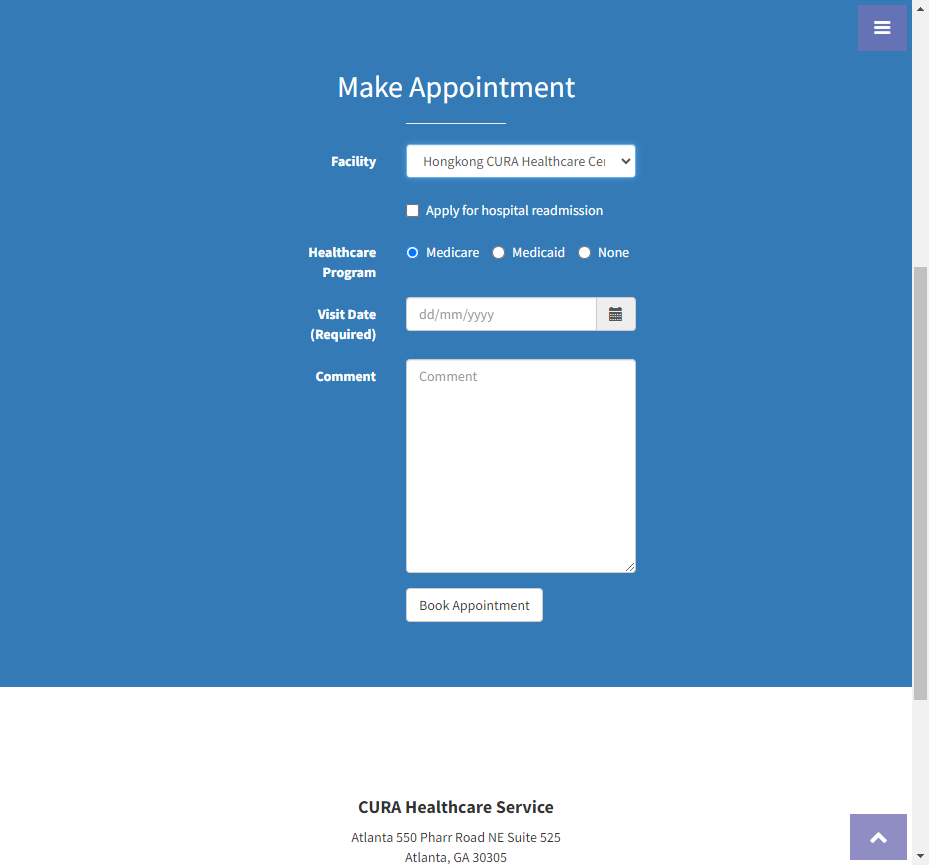 Make Appointment
Facility
Hongkong CURA Healthcare
Apply for hospital readmission
Healthcare
Program
Medicare Medicaid None
Visit Date
(Required)
dd/mm/yyyy
Comment
Comment
Book Appointment
CURA Healthcare Service
Atlanta 550 Pharr Road NE Suite 525
Atlanta, GA 30305